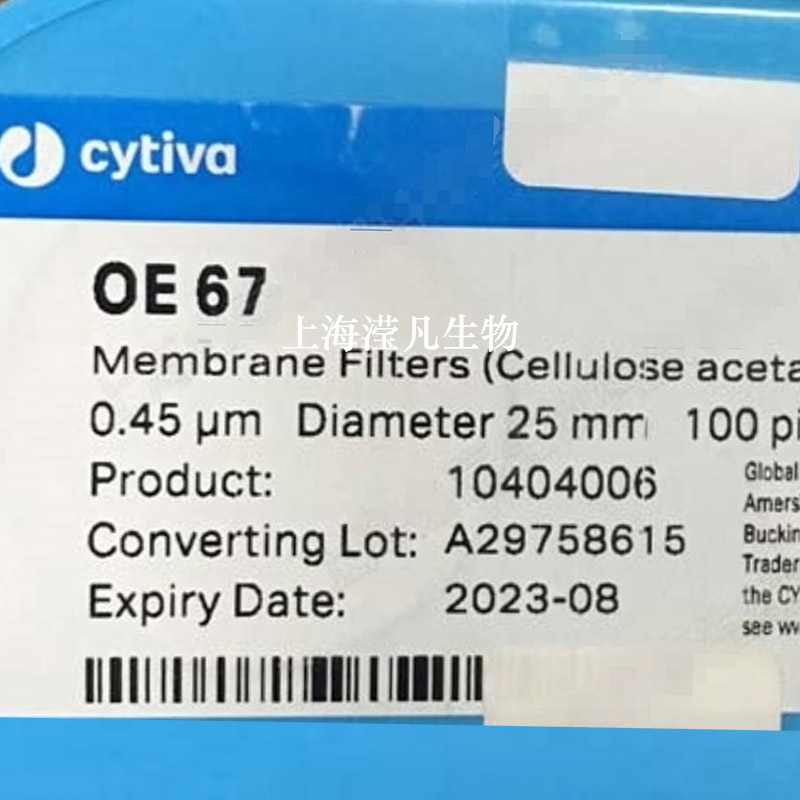 cytiva
OE 67
上海滢凡生物
Membrane Filters (Cellulose aceta
0.45 µm Diameter 25 mm 100 pi
Product: 10404006
Converting Lot: A29758615
Expiry Date: 2023-08
Global
Amers
Buckin
Trader
the CY
see wv